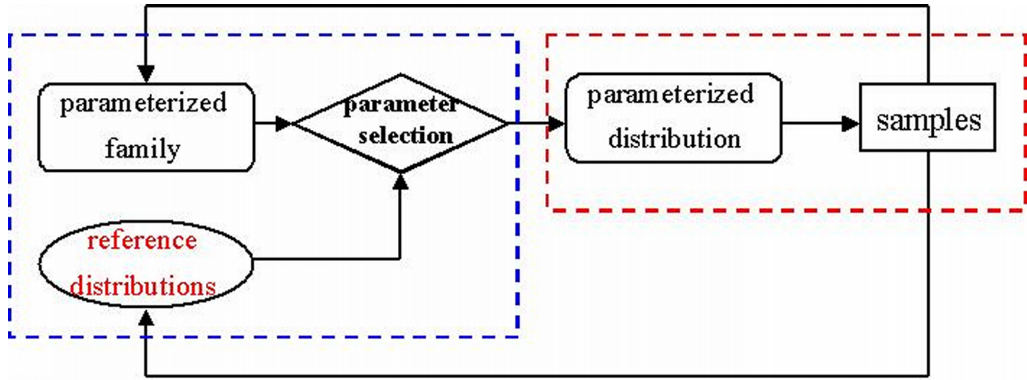 parameterized
family
parameter
selection
parameterized
distribution
samples
reference
distributions